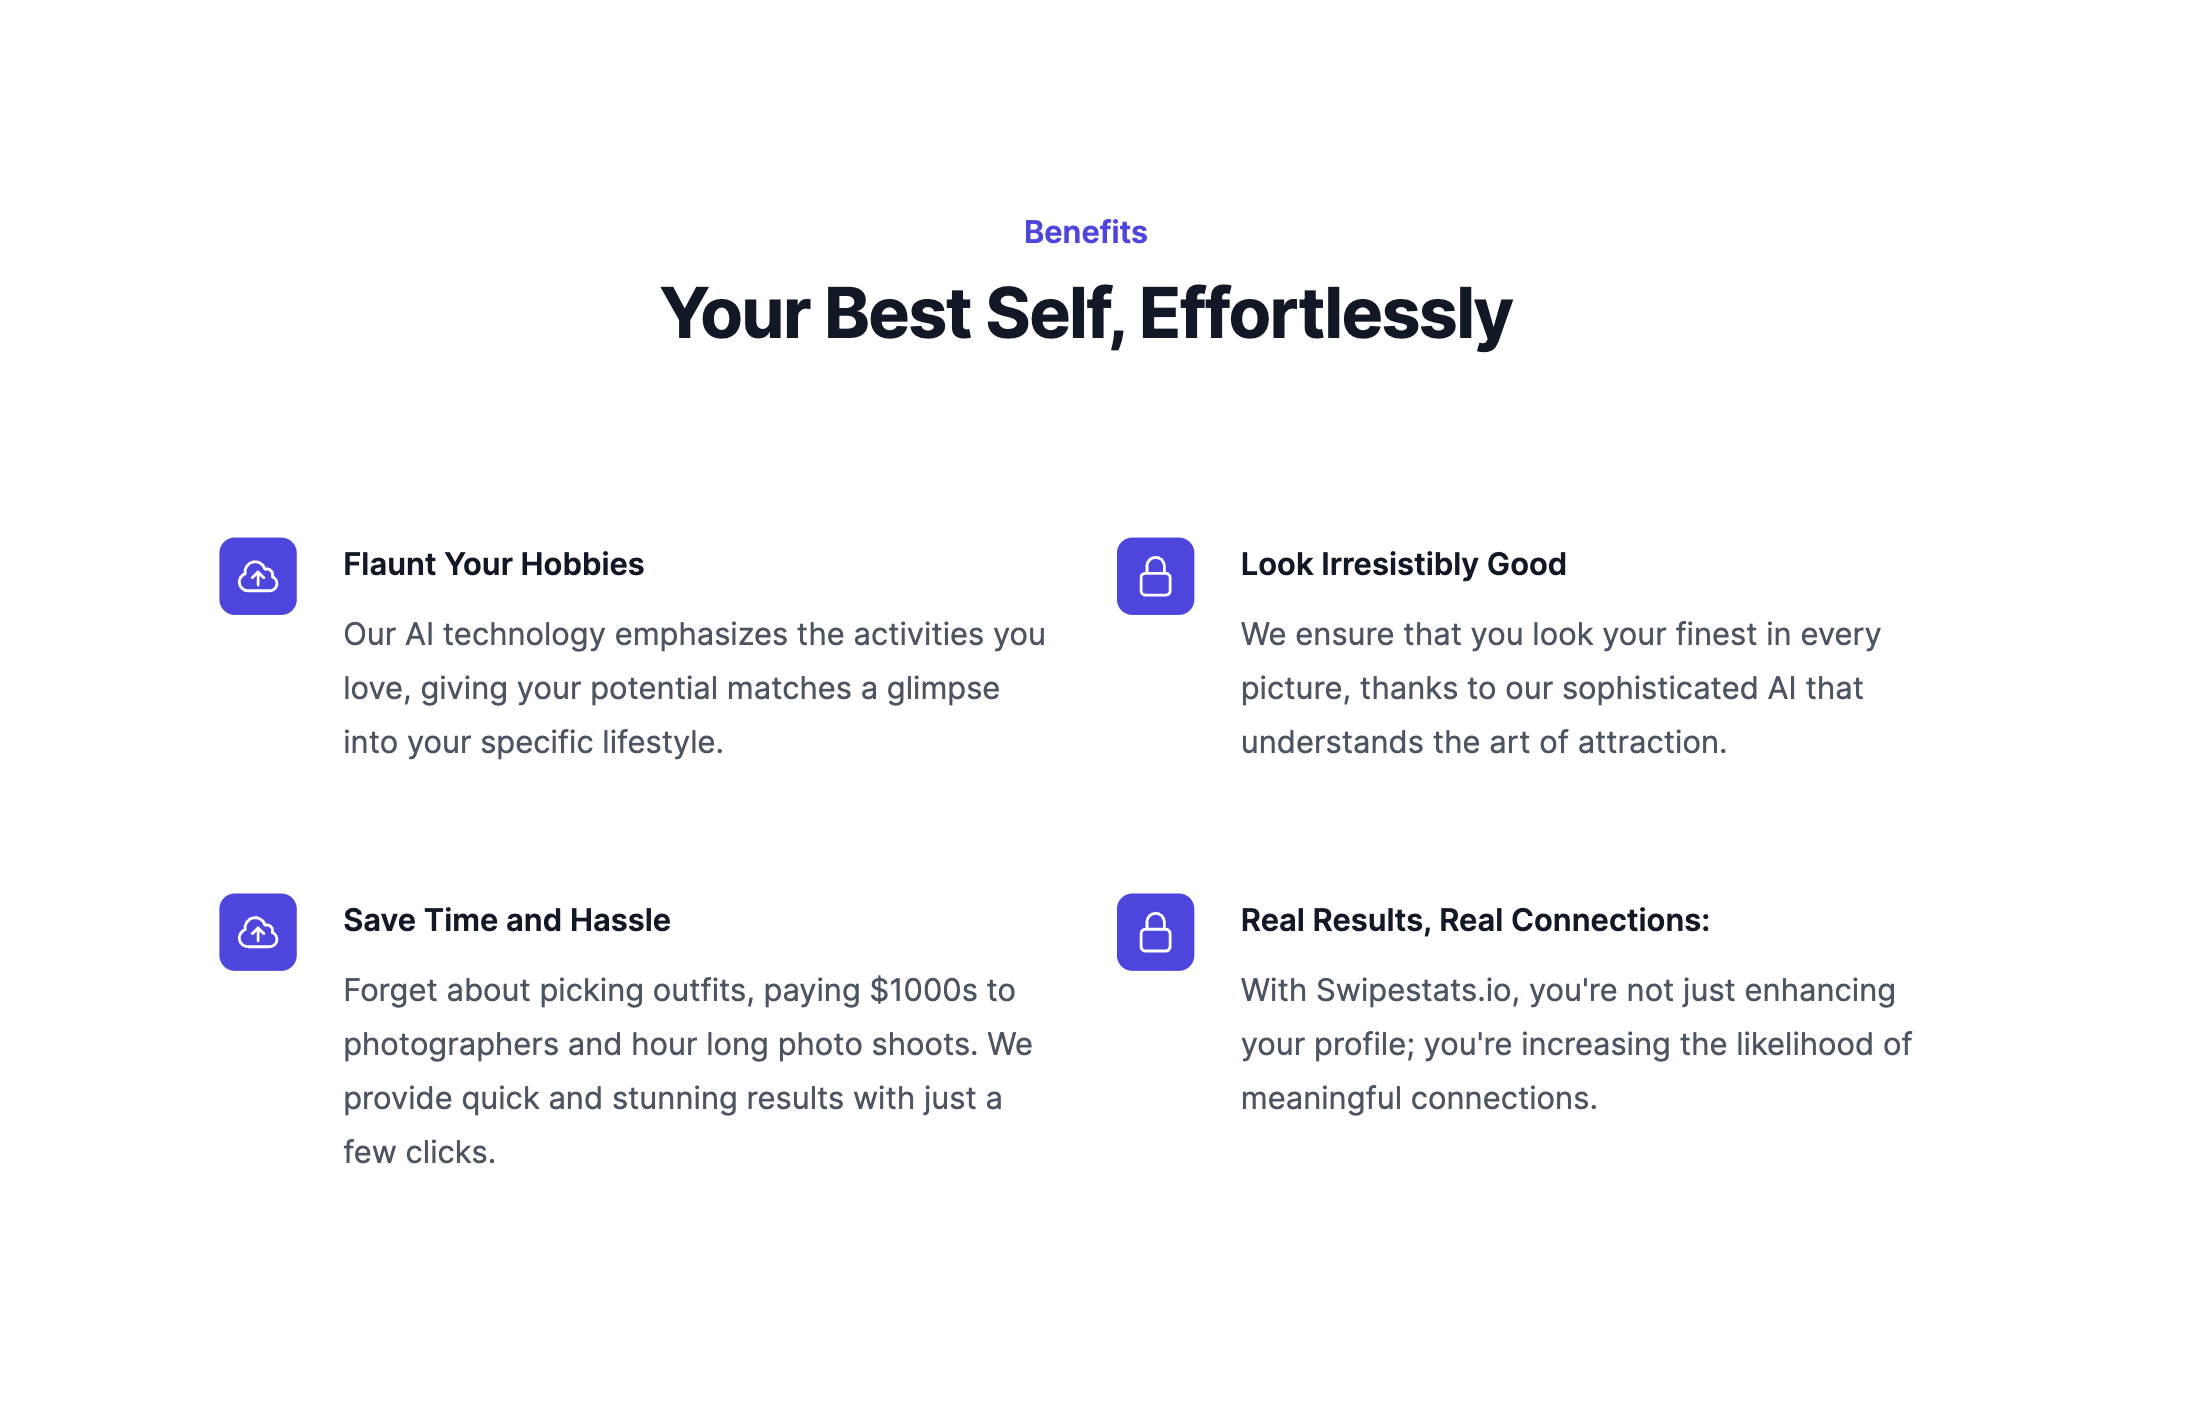 Benefits
Your Best Self, Effortlessly
Flaunt Your Hobbies
Our AI technology emphasizes the activities you
love, giving your potential matches a glimpse
into your specific lifestyle.
Look Irresistibly Good
We ensure that you look your finest in every
picture, thanks to our sophisticated AI that
understands the art of attraction.
Save Time and Hassle
Forget about picking outfits, paying $1000s to
photographers and hour long photo shoots. We
provide quick and stunning results with just a
few clicks.
Real Results, Real Connections:
With Swipestats.io, you're not just enhancing
your profile; you're increasing the likelihood of
meaningful connections.